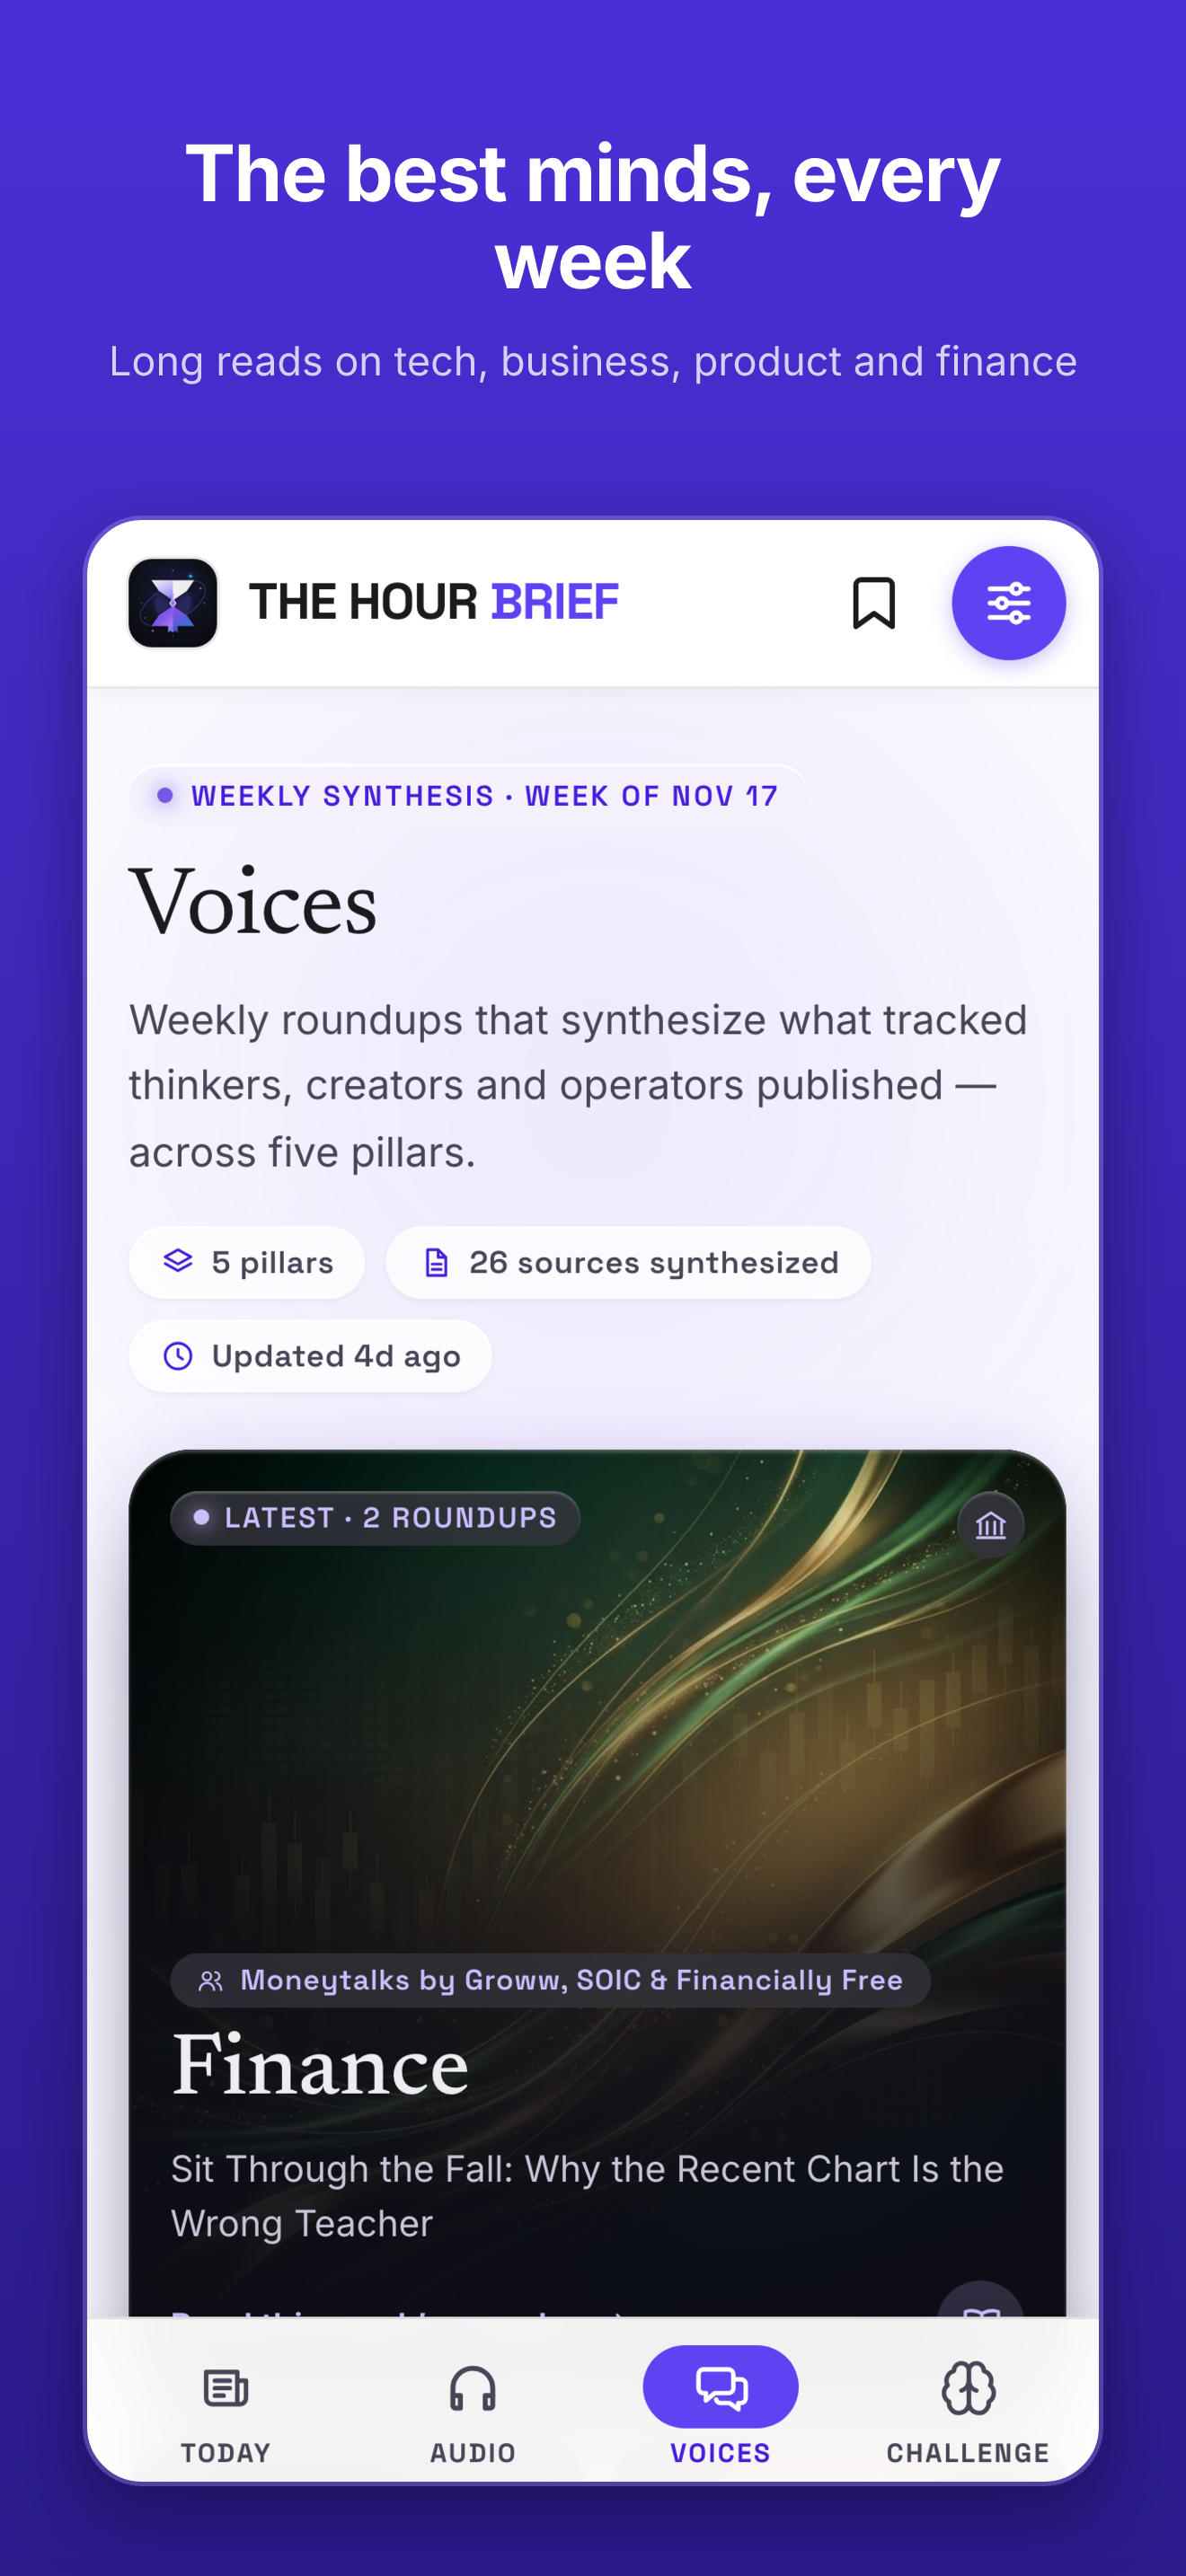 The best minds, every
week
Long reads on tech, business, product and finance
THE HOUR BRIEF
WEEKLY SYNTHESIS · WEEK OF NOV 17
Voices
Weekly roundups that synthesize what tracked
thinkers, creators and operators published —
across five pillars.
5 pillars
26 sources synthesized
Updated 4d ago
LATEST · 2 ROUNDUPS
Moneytalks by Groww, SOIC & Financially Free
Finance
Sit Through the Fall: Why the Recent Chart Is the
Wrong Teacher
TODAY
AUDIO
VOICES
CHALLENGE